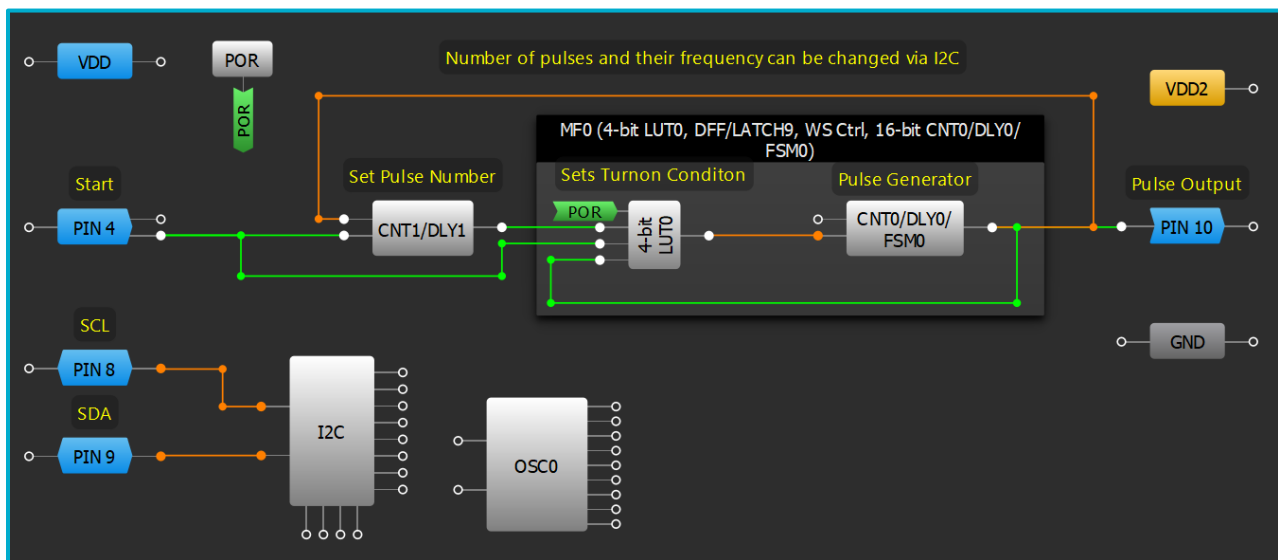 Number of pulses and their frequency can be changed via I2C
VDD
POR
POR
VDD2
MF0 (4-bit LUT0, DFF/LATCH9, WS Ctrl, 16-bit CNT0/DLY0/
FSM0)
Start
Set Pulse Number
Sets Turnon Conditon
Pulse Generator
Pulse Output
PIN 4
CNT1/DLY1
POR
4-bit
LUT0
CNT0/DLY0/
FSM0
PIN 10
SCL
PIN 8
GND
SDA
PIN 9
I2C
OSC0